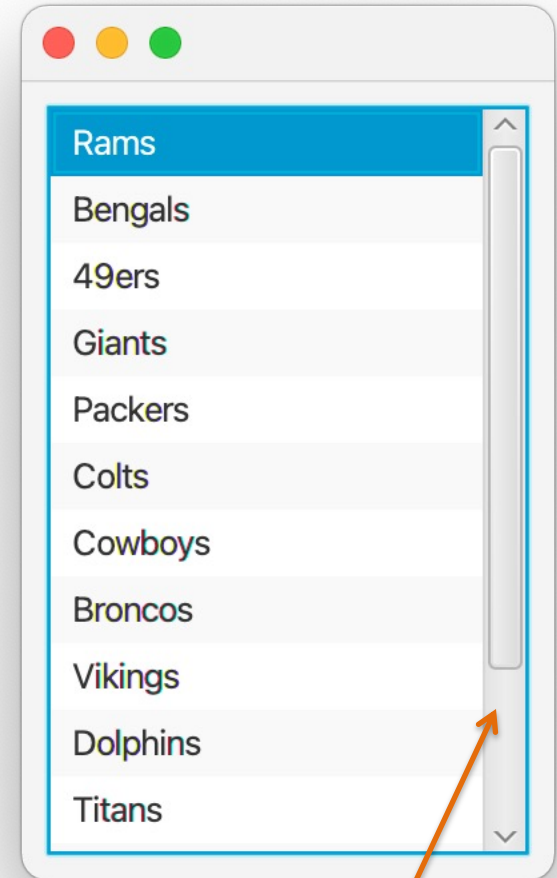 Rams
Bengals
49ers
Giants
Packers
Colts
Cowboys
Broncos
Vikings
Dolphins
Titans